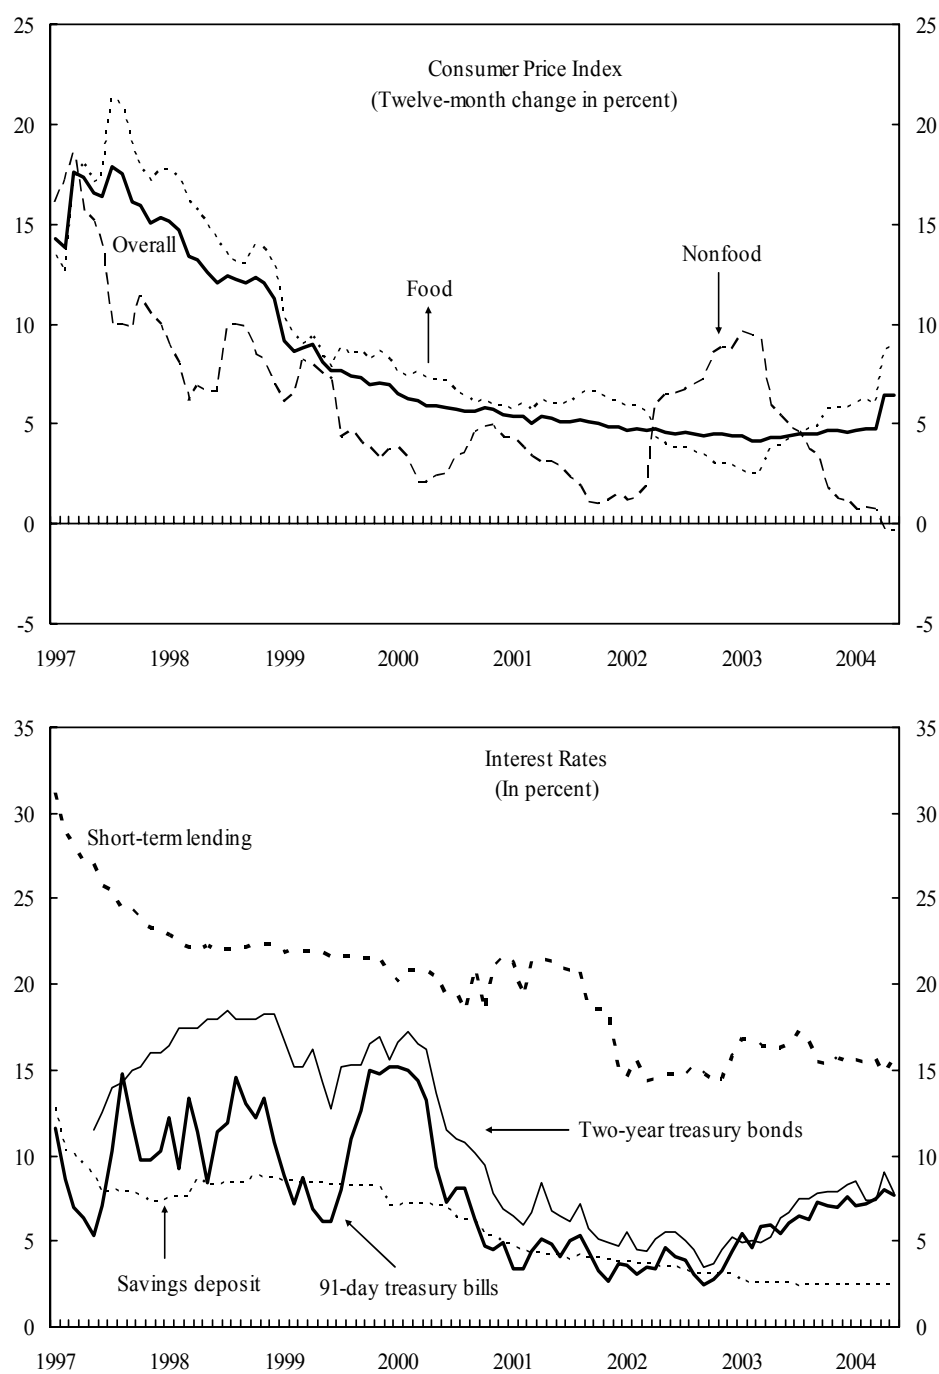 25 25
Consumer Price Index
(Twelve-month change in percent)
20 20
15 15
Overall
Nonfood
Food
10 10
5 5
0 0
-5 -5
1997 1998 1999 2000 2001 2002 2003 2004
35 35
Interest Rates
(In percent)
30 30
Short-term lending
25 25
20 20
15 15
Two-year treasury bonds
10 10
5 5
Savings deposit
91-day treasury bills
0 0
1997 1998 1999 2000 2001 2002 2003 2004